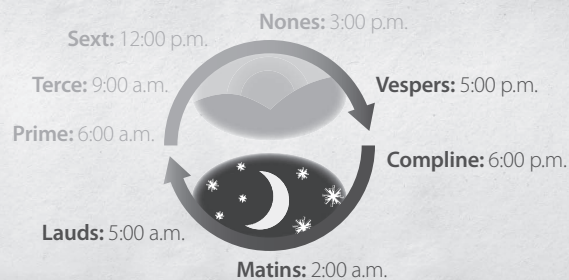 Nones: 3:00 p.m.
Sext: 12:00 p.m.
Terce: 9:00 a.m.
Vespers: 5:00 p.m.
Prime: 6:00 a.m.
Compline: 6:00 p.m.
Lauds: 5:00 a.m.
Matins: 2:00 a.m.